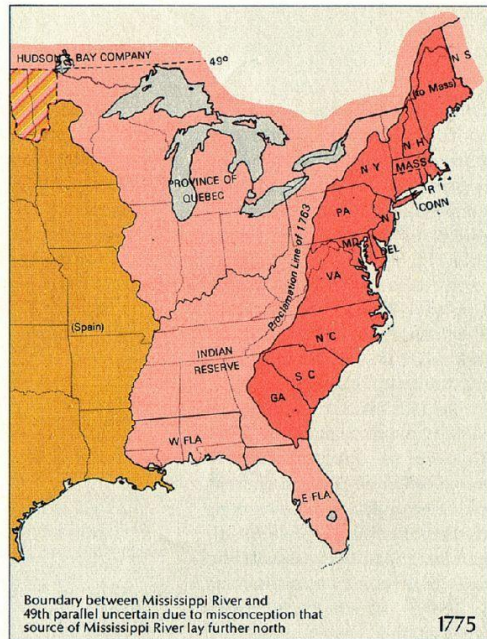 HUDSON'S BAY COMPANY
49°
N S
(to Mass)
N H
N Y
MASS
R I
CONN
PROVINCE OF
QUEBEC
PA
N J
MD
DEL
Proclamation Line of 1763
VA
(Spain)
N C
INDIAN
RESERVE
S C
GA
W FLA
E FLA
Boundary between Mississippi River and
49th parallel uncertain due to misconception that
source of Mississippi River lay further north
1775